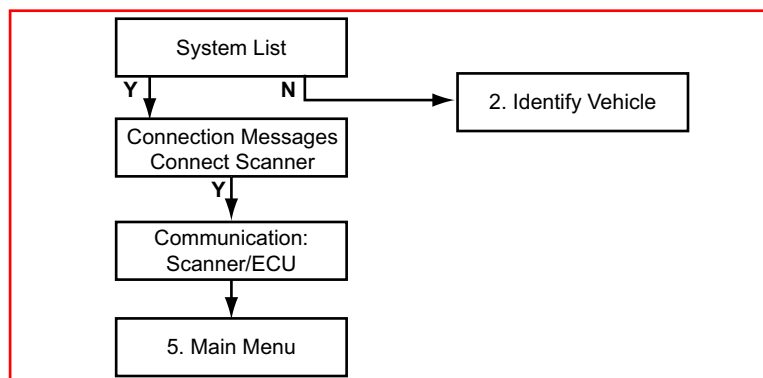 System List
Y
N
2. Identify Vehicle
Connection Messages
Connect Scanner
Y
Communication:
Scanner/ECU
5. Main Menu